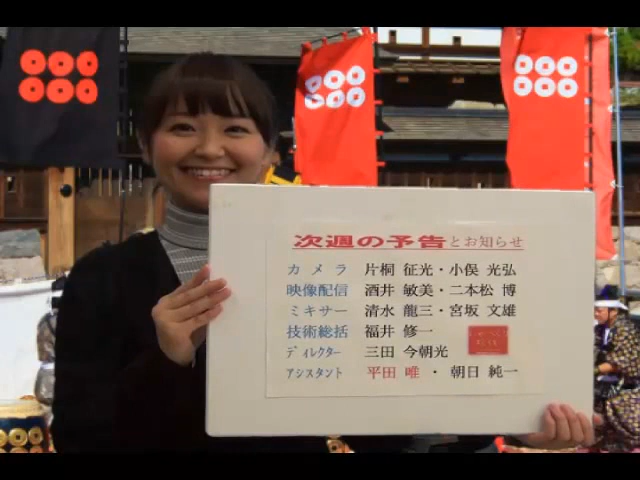 次週の予告とお知らせ
カメラ 片桐 征光・小俣 光弘
映像配信 酒井 敏美・二本松 博
ミキサー 清水 龍三・宮坂 文雄
技術総括 福井 修一
ディレクター 三田 今朝光
アシスタント 平田 唯 ・ 朝日 純一